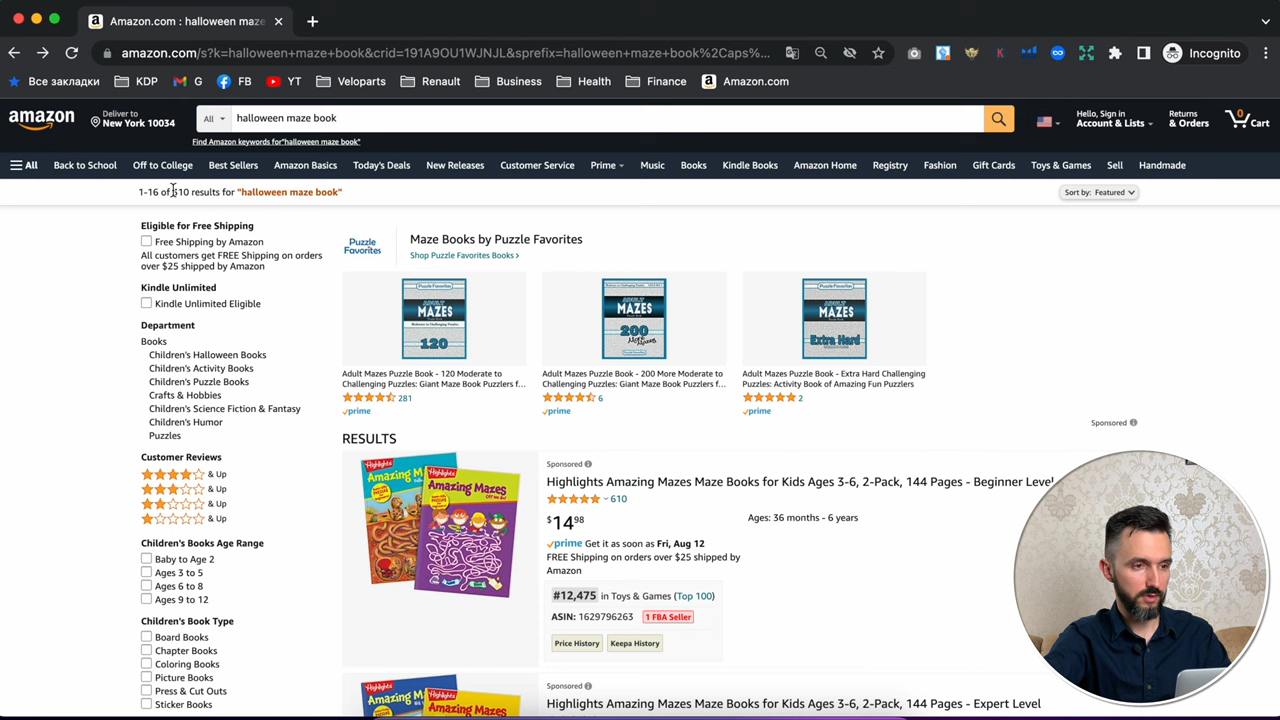 Amazon.com : halloween maze
amazon.com/s?k=halloween+maze+book&crid=191A9OU1WJNJL&sprefix=halloween+maze+book%2Caps%...
Incognito
Все закладки
KDP
G
FB
YT
Veloparts
Renault
Business
Health
Finance
Amazon.com
amazon
Deliver to
New York 10034
All
halloween maze book
Find Amazon keywords for"halloween maze book"
Hello, Sign in
Account & Lists
Returns
& Orders
0
Cart
All
Back to School
Off to College
Best Sellers
Amazon Basics
Today's Deals
New Releases
Customer Service
Prime
Music
Books
Kindle Books
Amazon Home
Registry
Fashion
Gift Cards
Toys & Games
Sell
Handmade
1-16 of 10 results for "halloween maze book"
Sort by: Featured
Eligible for Free Shipping
Free Shipping by Amazon
All customers get FREE Shipping on orders
over $25 shipped by Amazon
Kindle Unlimited
Kindle Unlimited Eligible
Department
Books
Children's Halloween Books
Children's Activity Books
Children's Puzzle Books
Crafts & Hobbies
Children's Science Fiction & Fantasy
Children's Humor
Puzzles
Customer Reviews
& Up
& Up
& Up
& Up
Children's Books Age Range
Baby to Age 2
Ages 3 to 5
Ages 6 to 8
Ages 9 to 12
Children's Book Type
Board Books
Chapter Books
Coloring Books
Picture Books
Press & Cut Outs
Sticker Books
Puzzle
Favorites
Maze Books by Puzzle Favorites
Shop Puzzle Favorites Books >
Puzzle Favorites
ADULT
MAZES
120
Adult Mazes Puzzle Book - 120 Moderate to
Challenging Puzzles: Giant Maze Book Puzzlers f...
281
prime
ADULT
MAZES
200
More
Adult Mazes Puzzle Book - 200 More Moderate to
Challenging Puzzles: Giant Maze Book Puzzlers f...
6
prime
Puzzle Favorites
ADULT
MAZES
Extra Hard
Adult Mazes Puzzle Book - Extra Hard Challenging
Puzzles: Activity Book of Amazing Fun Puzzlers
2
prime
Sponsored
RESULTS
Highlights
Amazing M
Highlights
Amazing Mazes
Sponsored
Highlights Amazing Mazes Maze Books for Kids Ages 3-6, 2-Pack, 144 Pages - Beginner Level
610
$14 98
Ages: 36 months - 6 years
prime Get it as soon as Fri, Aug 12
FREE Shipping on orders over $25 shipped by
Amazon
#12,475 in Toys & Games (Top 100)
ASIN: 1629796263
1 FBA Seller
Price History
Keepa History
Sponsored
Highlights Amazing Mazes Maze Books for Kids Ages 3-6, 2-Pack, 144 Pages - Expert Level
Highlights